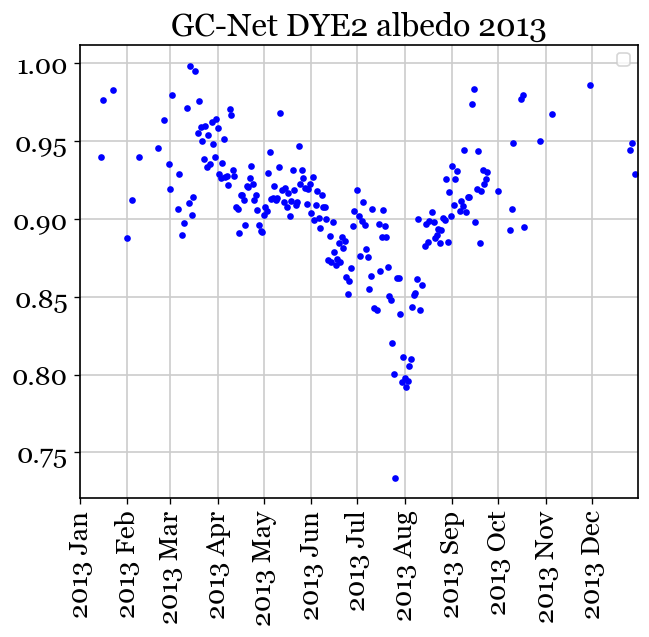 GC-Net DYE2 albedo 2013
1.00
0.95
0.90
0.85
0.80
0.75
2013 Jan
2013 Feb
2013 Mar
2013 Apr
2013 May
2013 Jun
2013 Jul
2013 Aug
2013 Sep
2013 Oct
2013 Nov
2013 Dec